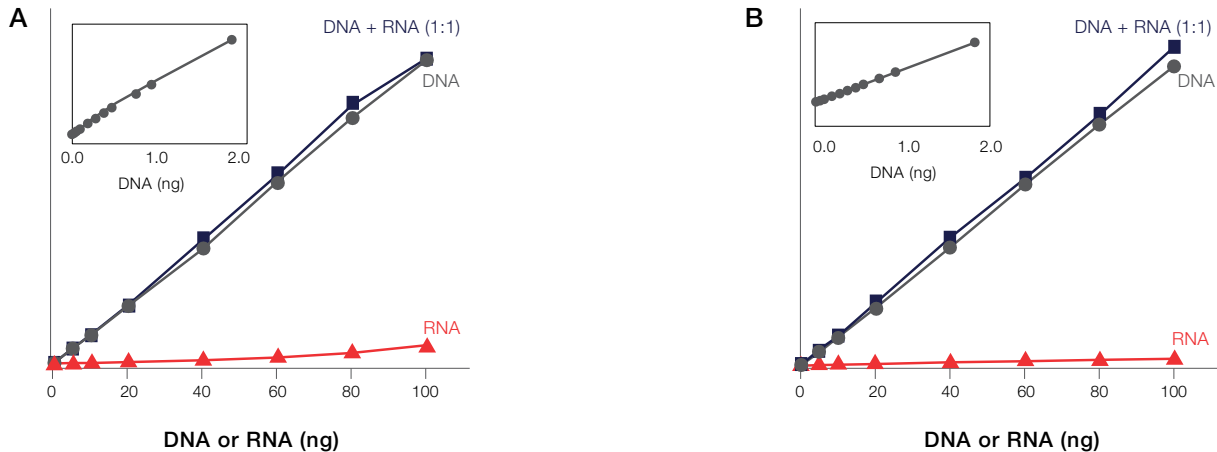 A
DNA + RNA (1:1)
DNA
0.0 1.0 2.0
DNA (ng)
RNA
0 20 40 60 80 100
DNA or RNA (ng)
B
DNA + RNA (1:1)
DNA
0.0 1.0 2.0
DNA (ng)
RNA
0 20 40 60 80 100
DNA or RNA (ng)